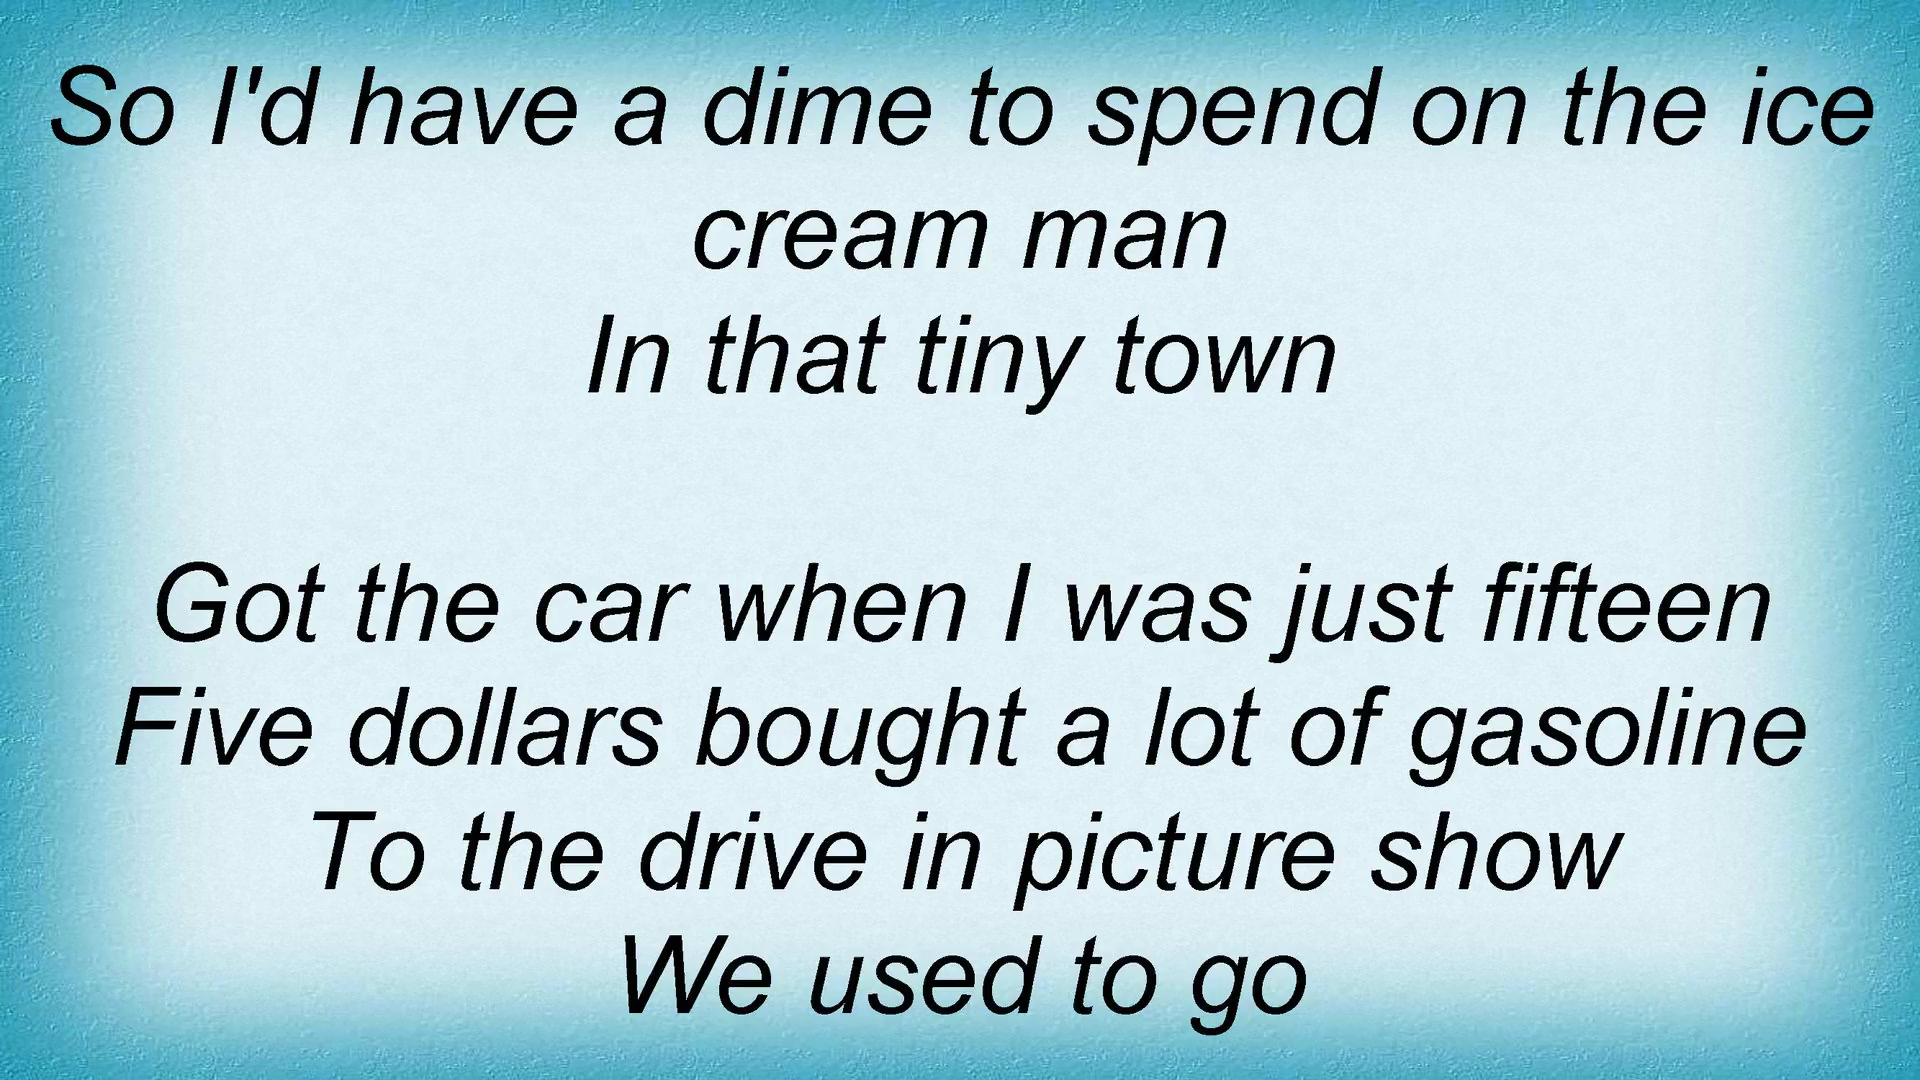 So I'd have a dime to spend on the ice
cream man
In that tiny town
Got the car when I was just fifteen
Five dollars bought a lot of gasoline
To the drive in picture show
We used to go